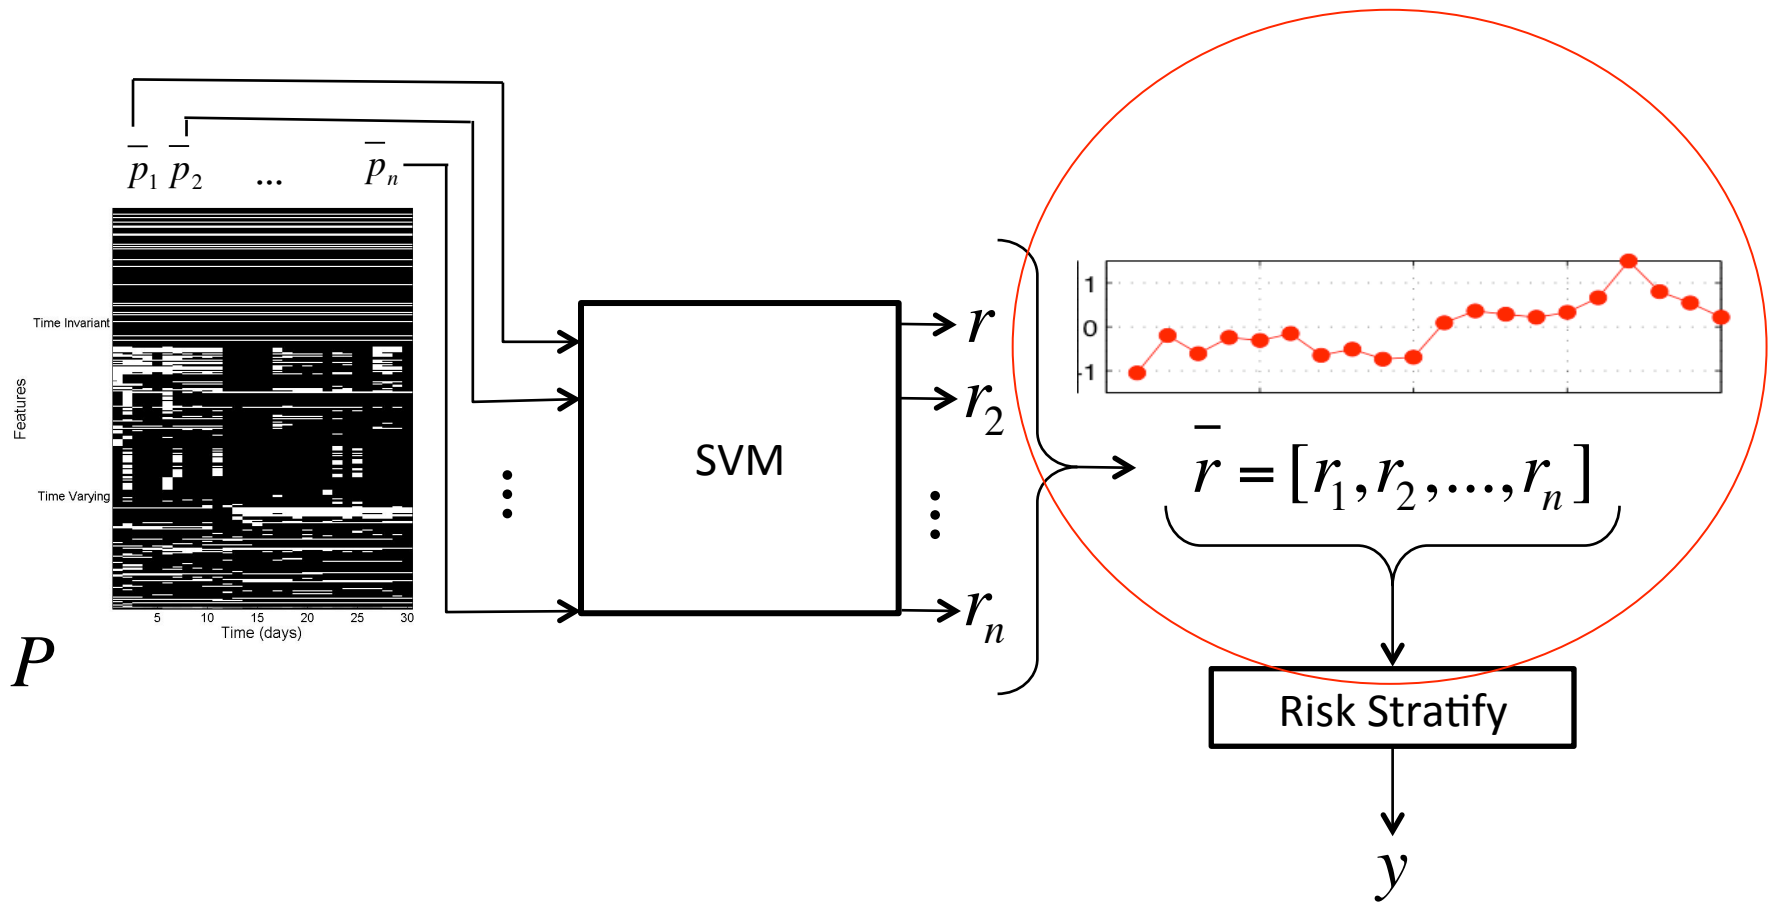 p̄₁ p̄₂ ... p̄ₙ
Time Invariant
Features
Time Varying
5 10 15 20 25 30
Time (days)
P
SVM
r
r₂
rₙ
1
0
-1
r̄ = [r₁,r₂,...,rₙ]
Risk Stratify
y